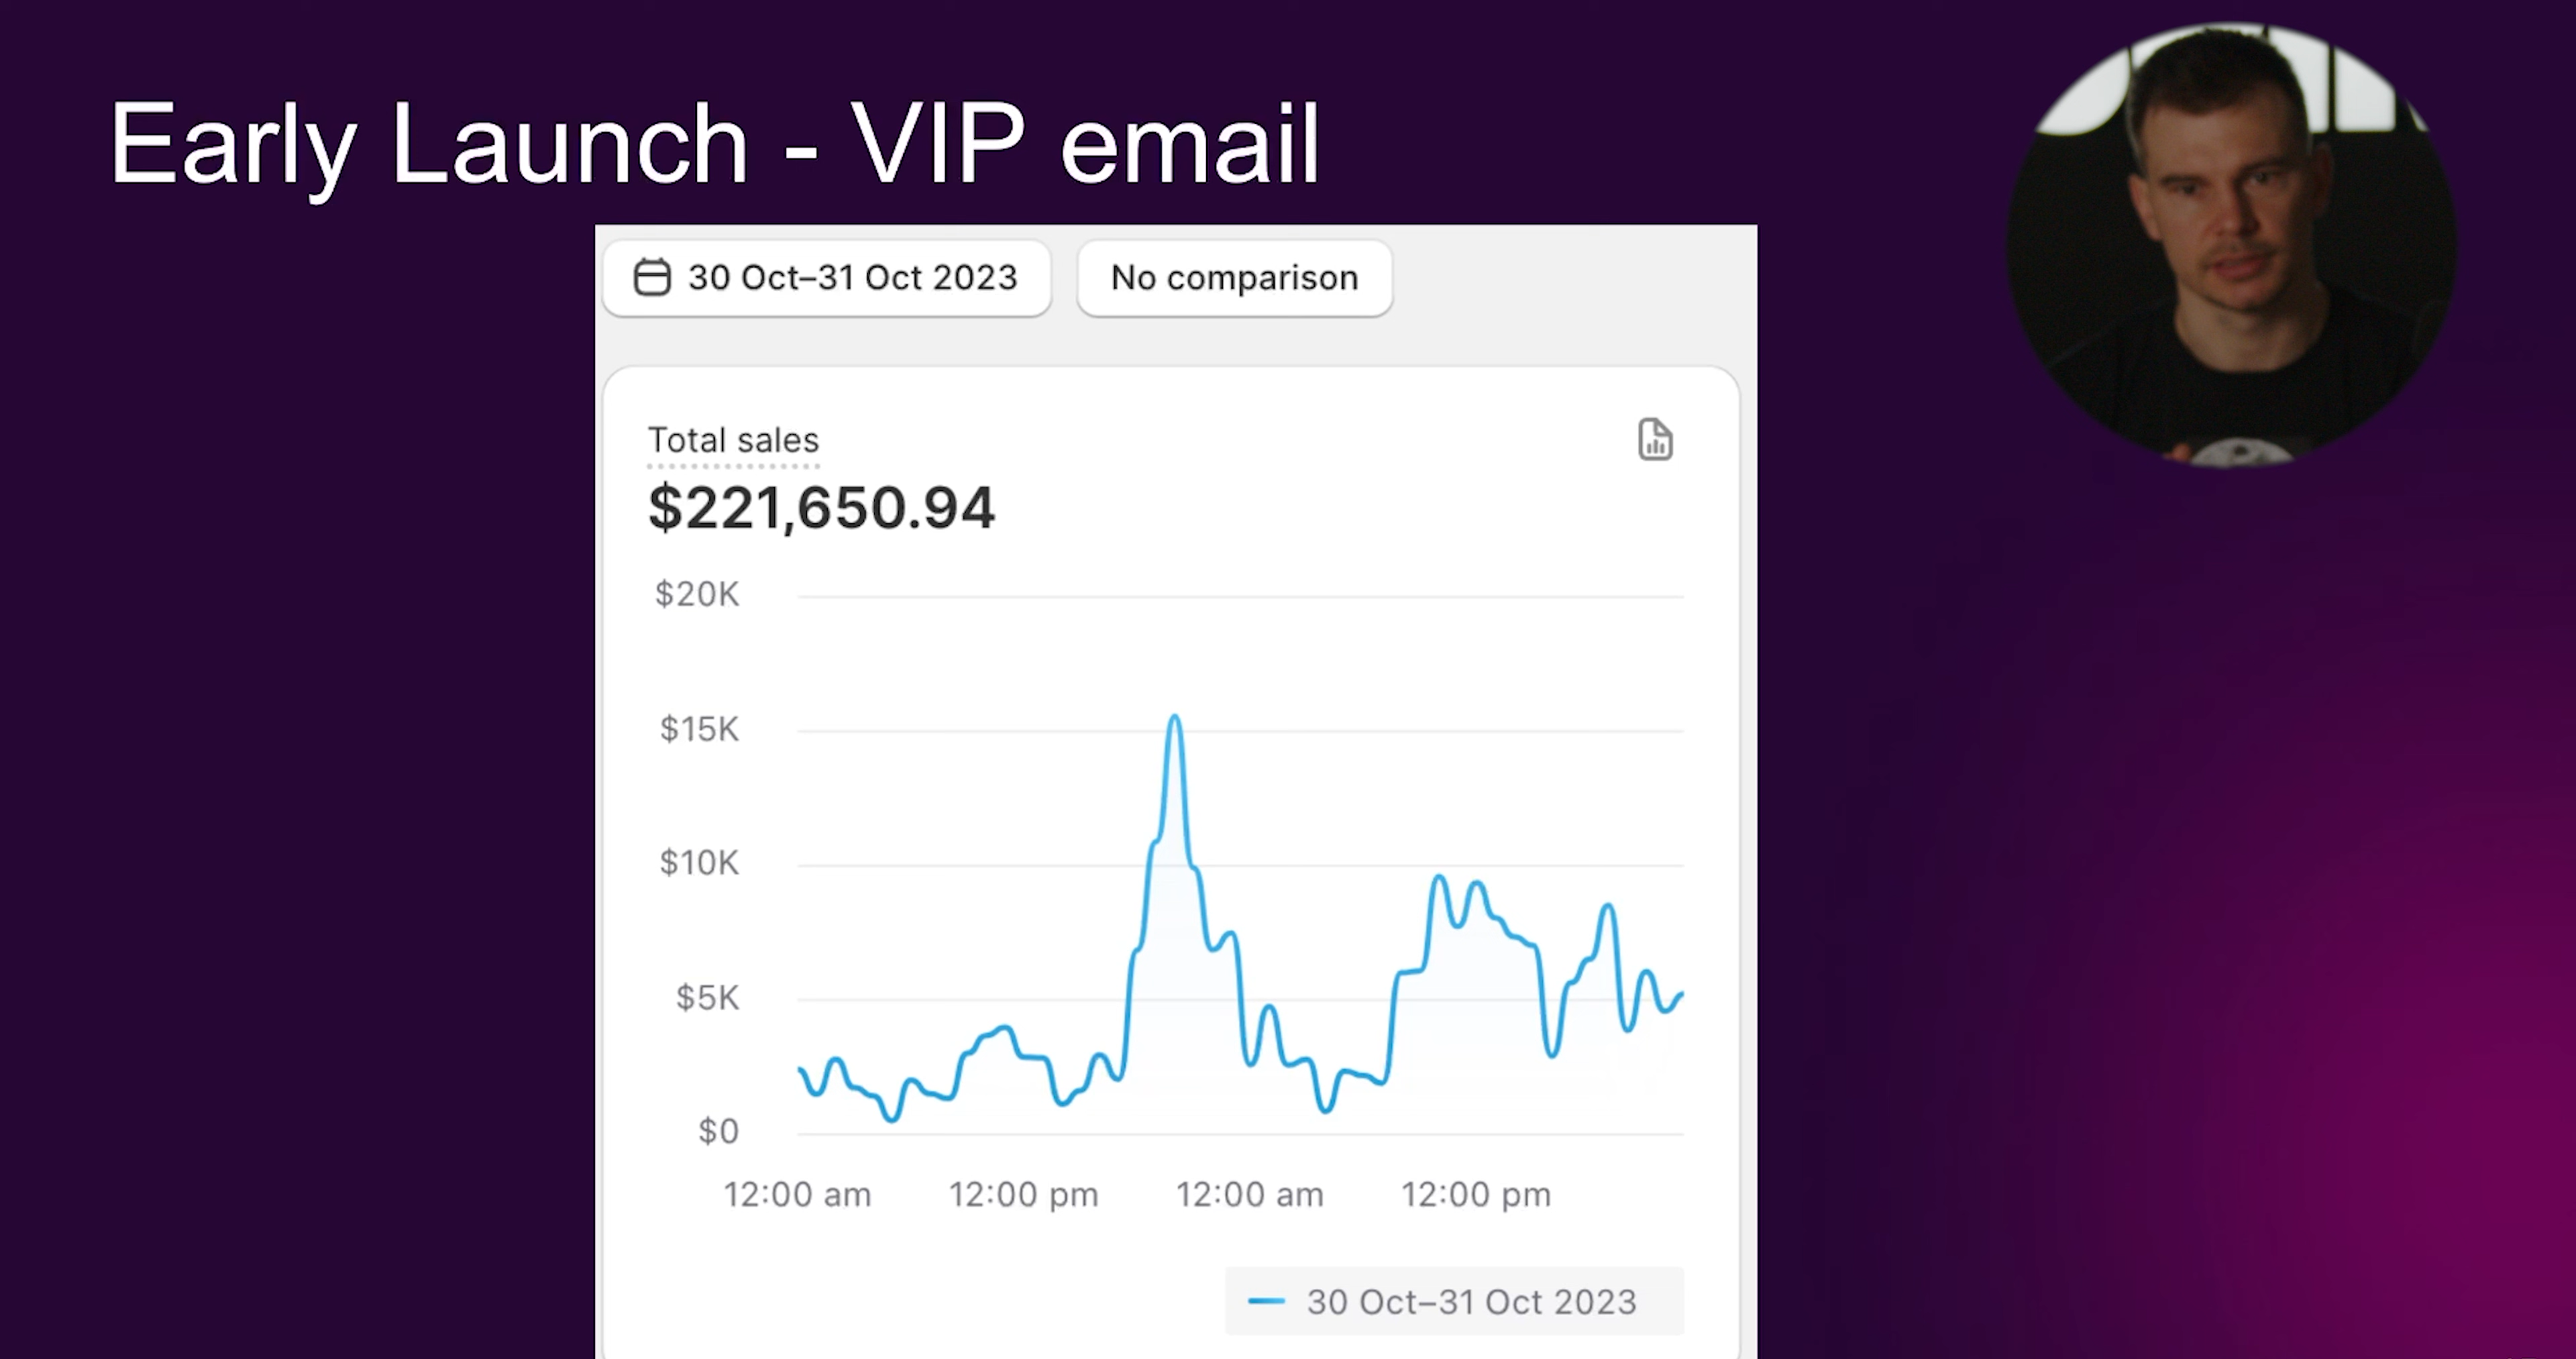 Early Launch - VIP email
30 Oct–31 Oct 2023
No comparison
Total sales
$221,650.94
$20K
$15K
$10K
$5K
$0
12:00 am
12:00 pm
12:00 am
12:00 pm
30 Oct–31 Oct 2023